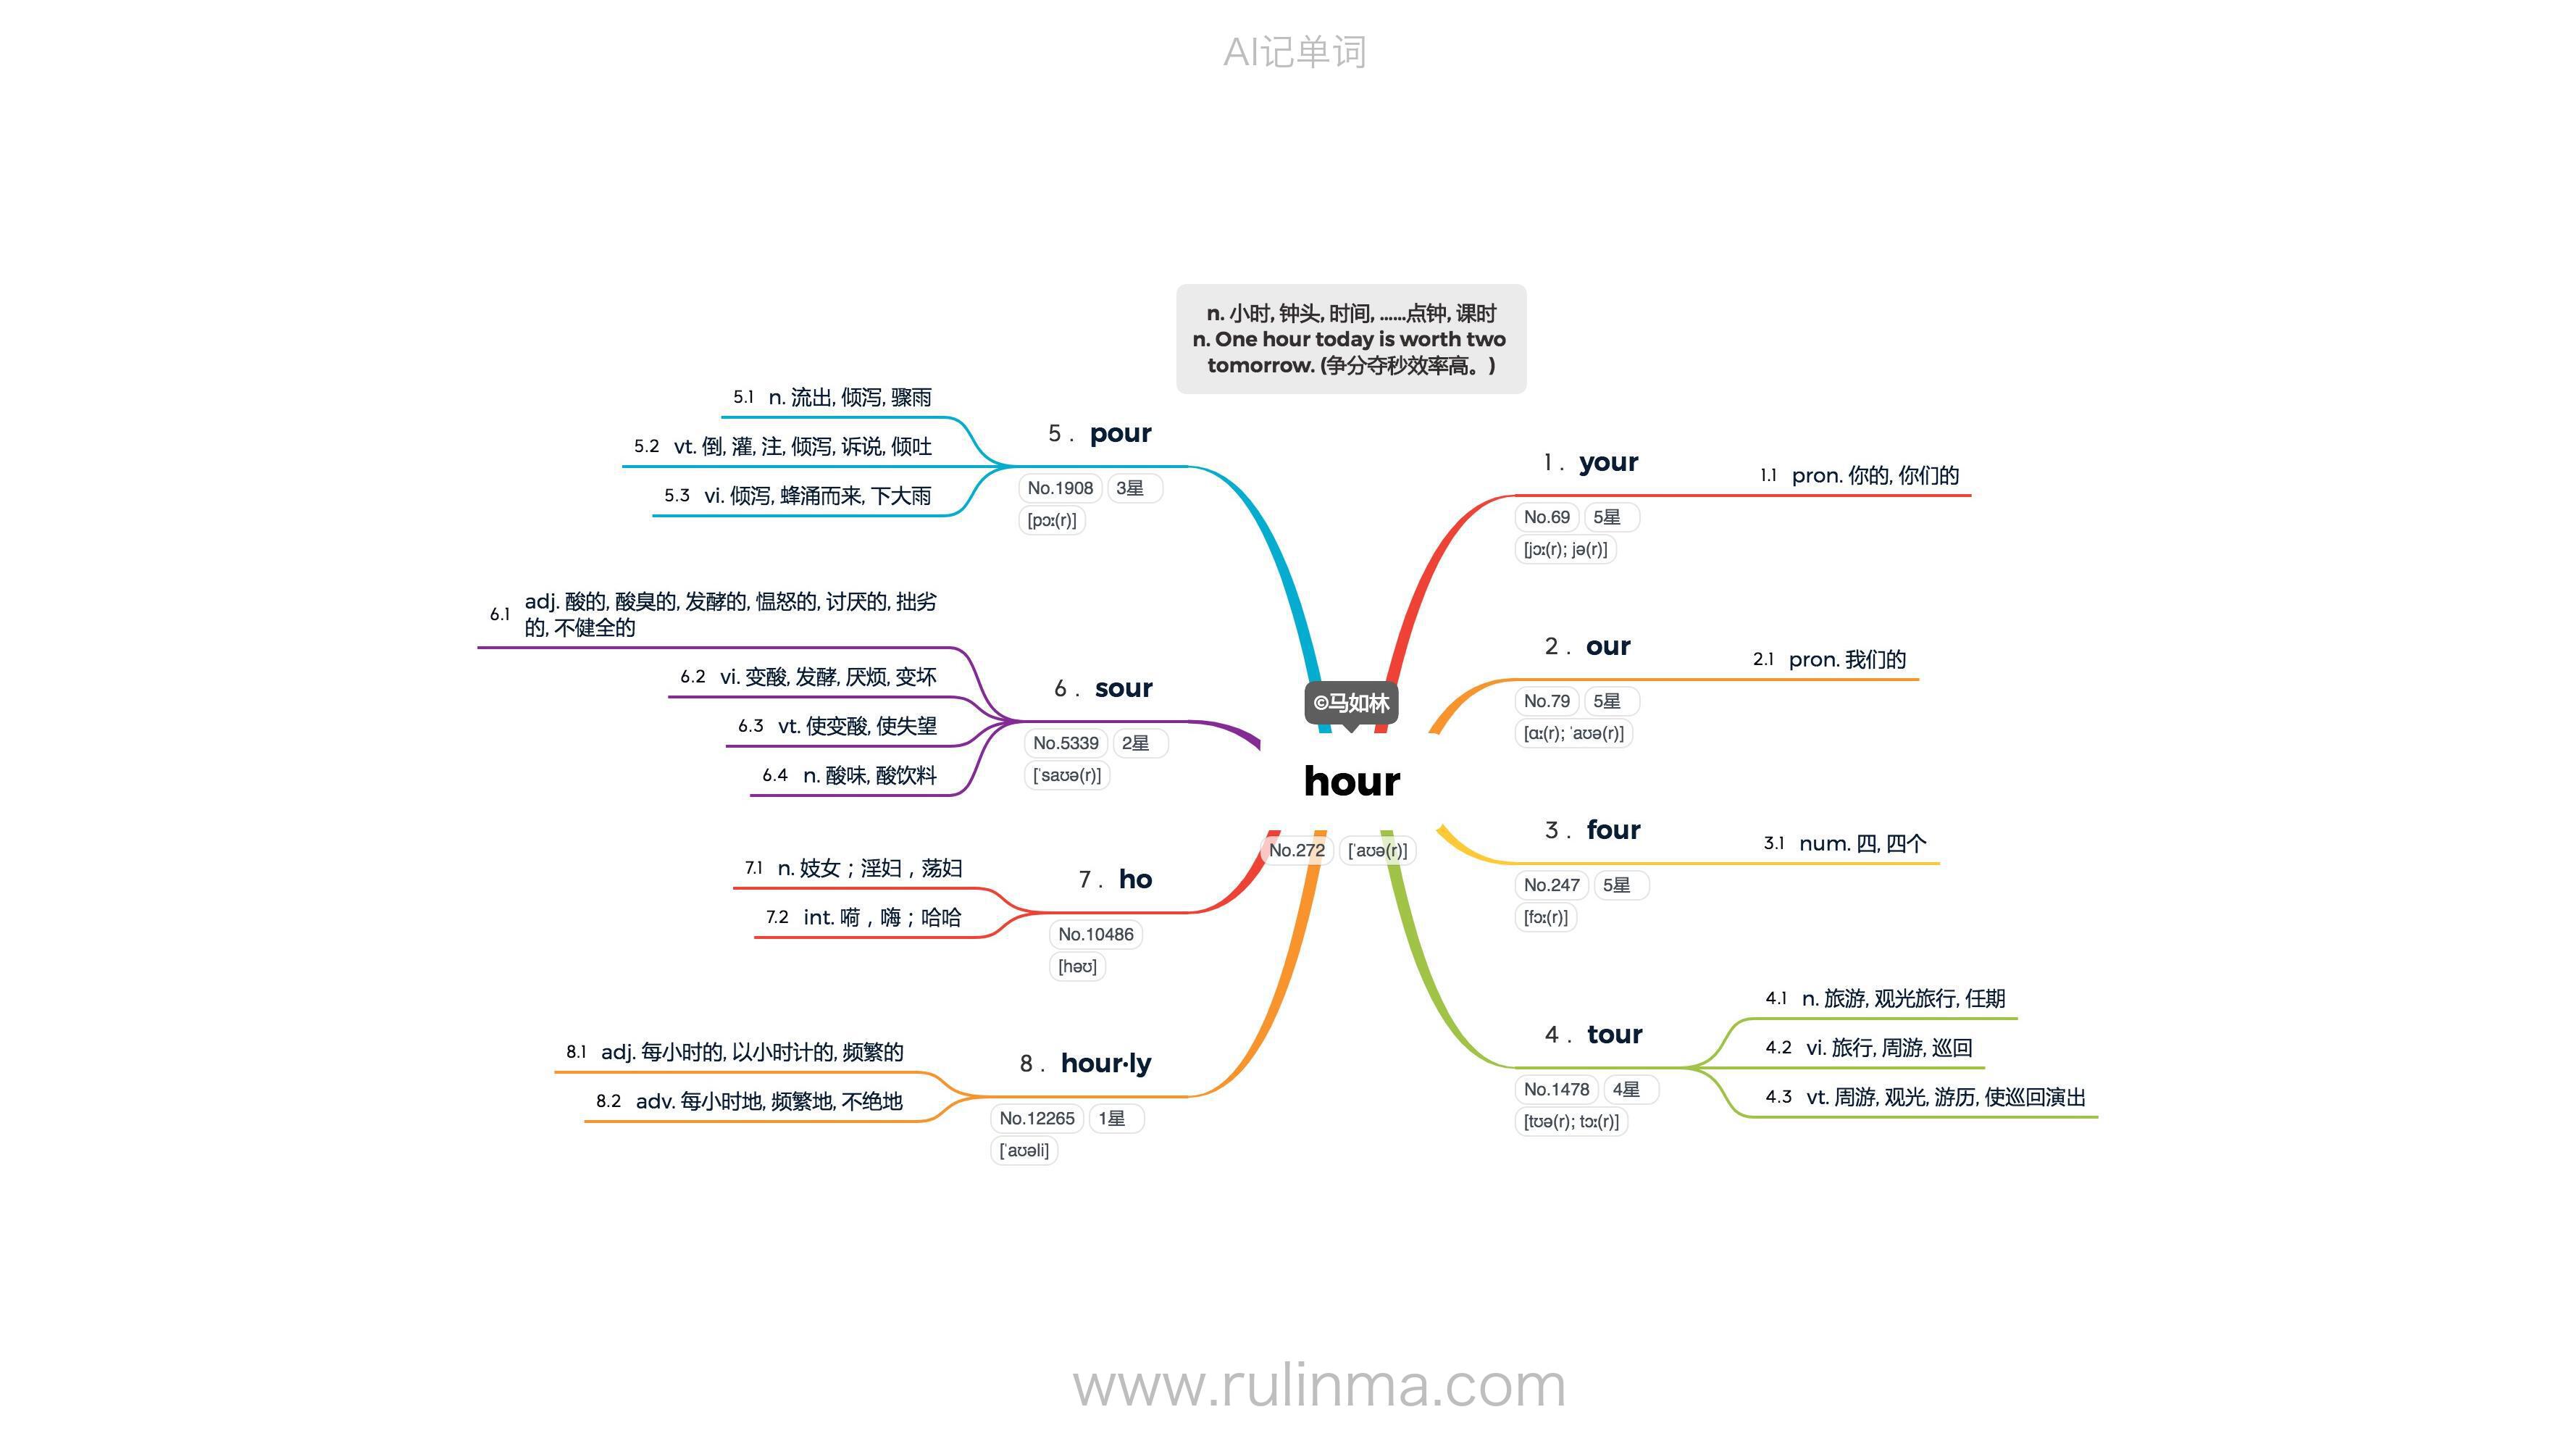 AI记单词
n. 小时, 钟头, 时间, ……点钟, 课时
n. One hour today is worth two
tomorrow. (争分夺秒效率高。)
©马如林
hour
No.272 [ˈaʊə(r)]
1. your
No.69 5星
[jɔː(r); jə(r)]
1.1 pron. 你的, 你们的
2. our
No.79 5星
[ɑː(r); ˈaʊə(r)]
2.1 pron. 我们的
3. four
No.247 5星
[fɔː(r)]
3.1 num. 四, 四个
4. tour
No.1478 4星
[tʊə(r); tɔː(r)]
4.1 n. 旅游, 观光旅行, 任期
4.2 vi. 旅行, 周游, 巡回
4.3 vt. 周游, 观光, 游历, 使巡回演出
5. pour
No.1908 3星
[pɔː(r)]
5.1 n. 流出, 倾泻, 骤雨
5.2 vt. 倒, 灌, 注, 倾泻, 诉说, 倾吐
5.3 vi. 倾泻, 蜂涌而来, 下大雨
6. sour
No.5339 2星
[ˈsaʊə(r)]
6.1 adj. 酸的, 酸臭的, 发酵的, 愠怒的, 讨厌的, 拙劣
的, 不健全的
6.2 vi. 变酸, 发酵, 厌烦, 变坏
6.3 vt. 使变酸, 使失望
6.4 n. 酸味, 酸饮料
7. ho
No.10486
[həʊ]
7.1 n. 妓女；淫妇，荡妇
7.2 int. 嗬，嗨；哈哈
8. hour·ly
No.12265 1星
[ˈaʊəli]
8.1 adj. 每小时的, 以小时计的, 频繁的
8.2 adv. 每小时地, 频繁地, 不绝地
www.rulinma.com